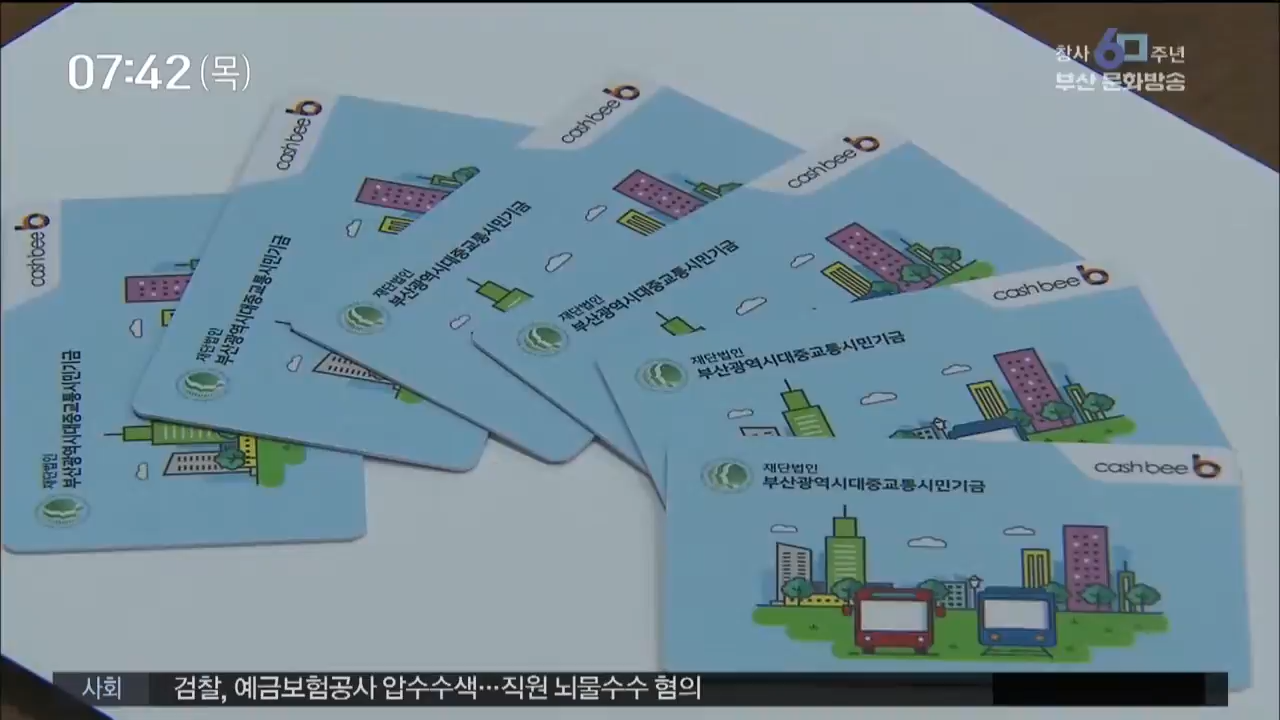 07:42 (목)
창사 60 주년
부산 문화방송
cashbee
cashbee
cashbee
cashbee
cashbee
재단법인
부산광역시대중교통시민기금
재단법인
부산광역시대중교통시민기금
재단법인
부산광역시대중교통시민기금
재단법인
부산광역시대중교통시민기금
재단법인
부산광역시대중교통시민기금
재단법인
부산광역시대중교통시민기금
cashbee
사회
검찰, 예금보험공사 압수수색…직원 뇌물수수 혐의